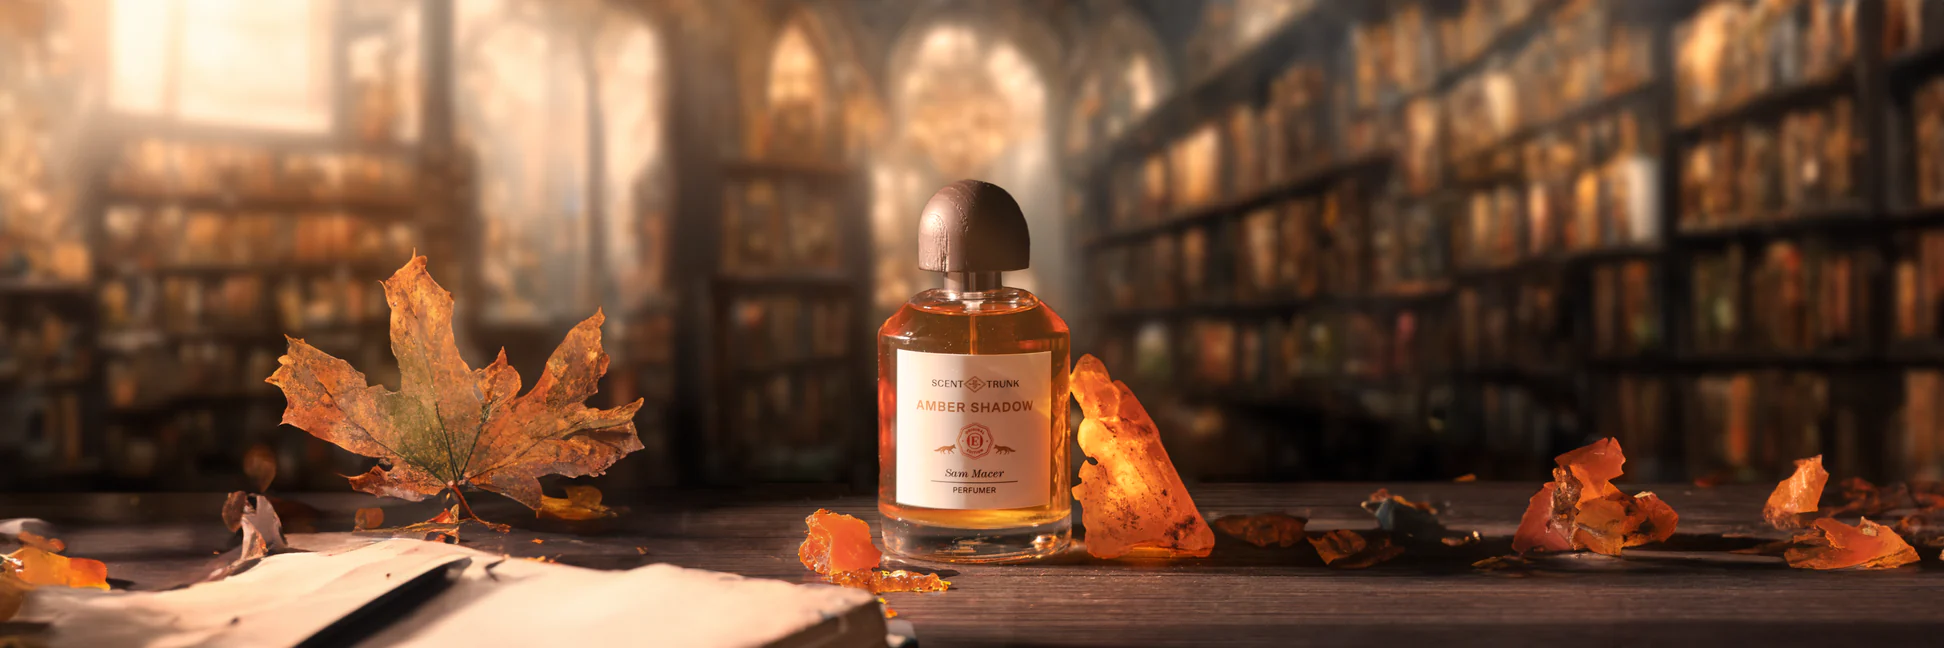 SCENT TRUNK
AMBER SHADOW
E
Sam Macer
PERFUMER